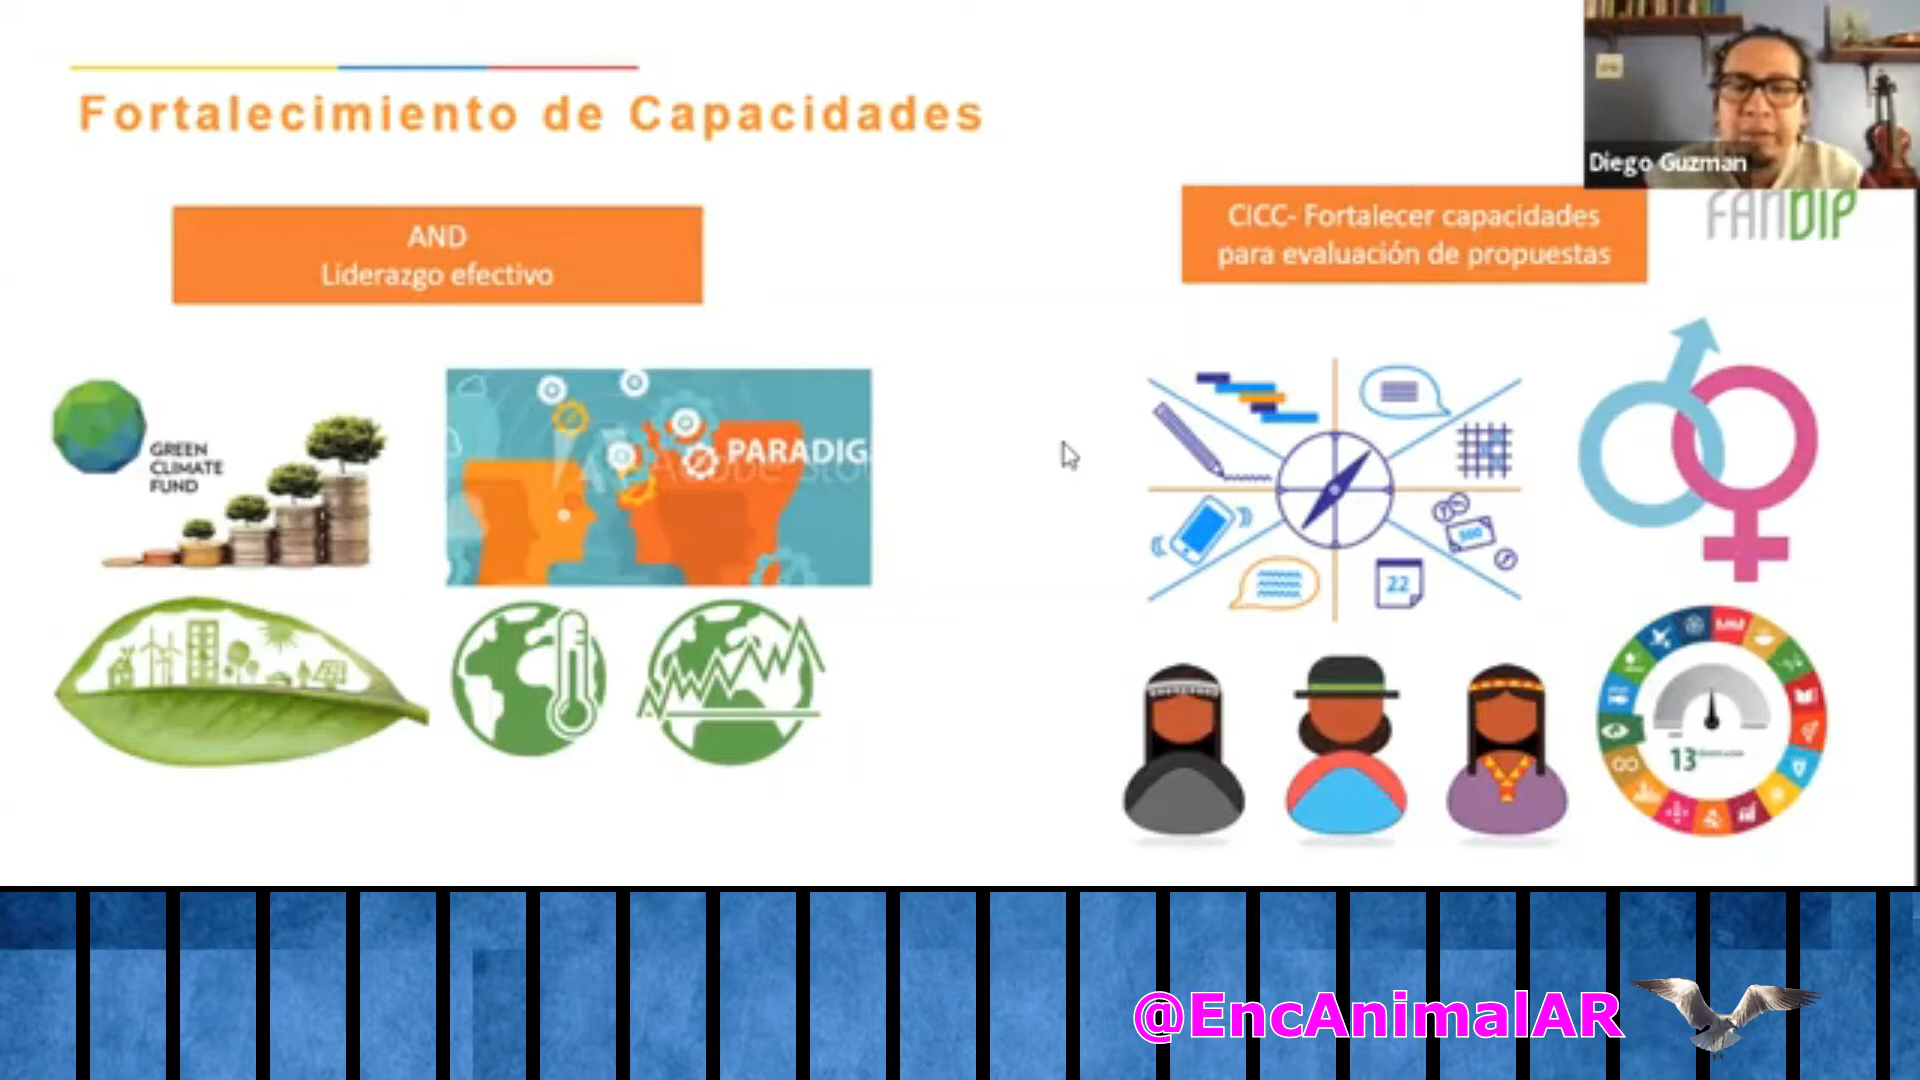 Fortalecimiento de Capacidades
Diego Guzman
FANDIP
AND
Liderazgo efectivo
CICC- Fortalecer capacidades
para evaluación de propuestas
GREEN
CLIMATE
FUND
PARADIG
500
22
13
@EncAnimalAR